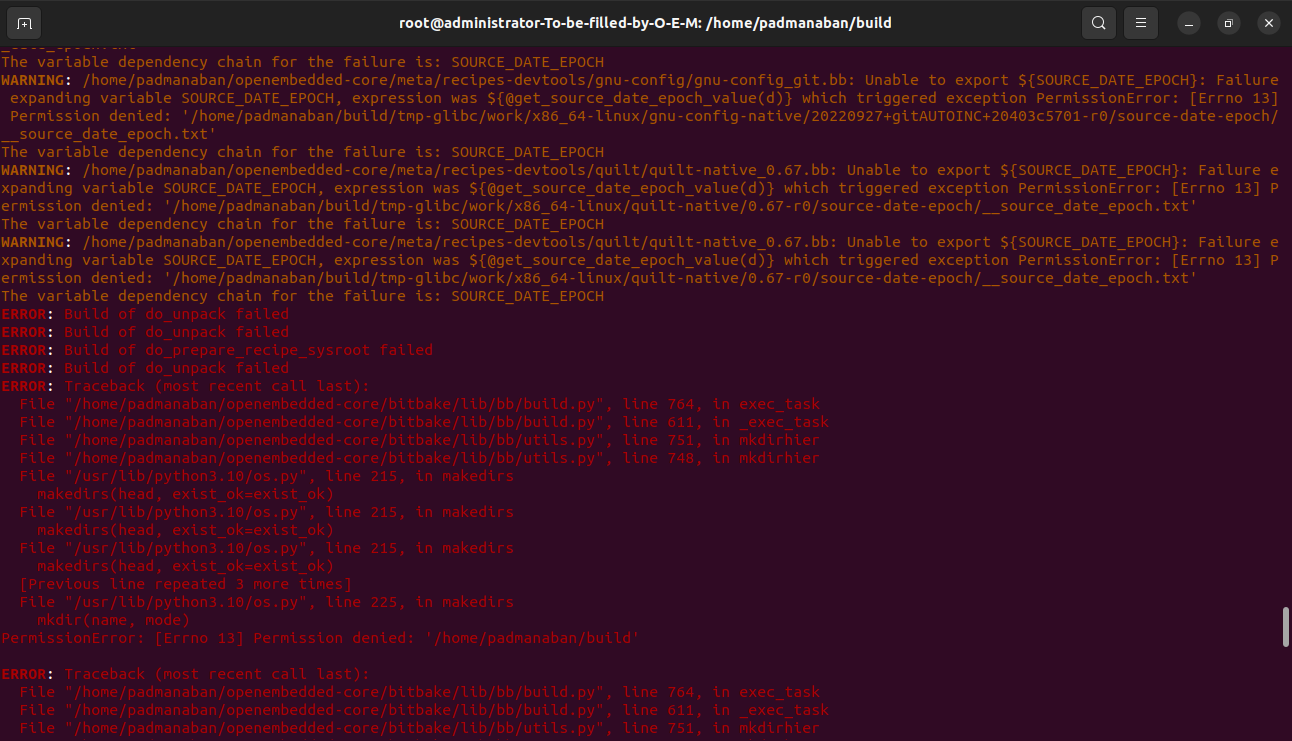 root@administrator-To-be-filled-by-O-E-M: /home/padmanaban/build
The variable dependency chain for the failure is: SOURCE_DATE_EPOCH
WARNING: /home/padmanaban/openembedded-core/meta/recipes-devtools/gnu-config/gnu-config_git.bb: Unable to export ${SOURCE_DATE_EPOCH}: Failure
expanding variable SOURCE_DATE_EPOCH, expression was ${@get_source_date_epoch_value(d)} which triggered exception PermissionError: [Errno 13]
Permission denied: '/home/padmanaban/build/tmp-glibc/work/x86_64-linux/gnu-config-native/20220927+gitAUTOINC+20403c5701-r0/source-date-epoch/
__source_date_epoch.txt'
The variable dependency chain for the failure is: SOURCE_DATE_EPOCH
WARNING: /home/padmanaban/openembedded-core/meta/recipes-devtools/quilt/quilt-native_0.67.bb: Unable to export ${SOURCE_DATE_EPOCH}: Failure e
xpanding variable SOURCE_DATE_EPOCH, expression was ${@get_source_date_epoch_value(d)} which triggered exception PermissionError: [Errno 13] P
ermission denied: '/home/padmanaban/build/tmp-glibc/work/x86_64-linux/quilt-native/0.67-r0/source-date-epoch/__source_date_epoch.txt'
The variable dependency chain for the failure is: SOURCE_DATE_EPOCH
WARNING: /home/padmanaban/openembedded-core/meta/recipes-devtools/quilt/quilt-native_0.67.bb: Unable to export ${SOURCE_DATE_EPOCH}: Failure e
xpanding variable SOURCE_DATE_EPOCH, expression was ${@get_source_date_epoch_value(d)} which triggered exception PermissionError: [Errno 13] P
ermission denied: '/home/padmanaban/build/tmp-glibc/work/x86_64-linux/quilt-native/0.67-r0/source-date-epoch/__source_date_epoch.txt'
The variable dependency chain for the failure is: SOURCE_DATE_EPOCH
ERROR: Build of do_unpack failed
ERROR: Build of do_unpack failed
ERROR: Build of do_prepare_recipe_sysroot failed
ERROR: Build of do_unpack failed
ERROR: Traceback (most recent call last):
File "/home/padmanaban/openembedded-core/bitbake/lib/bb/build.py", line 764, in exec_task
File "/home/padmanaban/openembedded-core/bitbake/lib/bb/build.py", line 611, in _exec_task
File "/home/padmanaban/openembedded-core/bitbake/lib/bb/utils.py", line 751, in mkdirhier
File "/home/padmanaban/openembedded-core/bitbake/lib/bb/utils.py", line 748, in mkdirhier
File "/usr/lib/python3.10/os.py", line 215, in makedirs
makedirs(head, exist_ok=exist_ok)
File "/usr/lib/python3.10/os.py", line 215, in makedirs
makedirs(head, exist_ok=exist_ok)
File "/usr/lib/python3.10/os.py", line 215, in makedirs
makedirs(head, exist_ok=exist_ok)
[Previous line repeated 3 more times]
File "/usr/lib/python3.10/os.py", line 225, in makedirs
mkdir(name, mode)
PermissionError: [Errno 13] Permission denied: '/home/padmanaban/build'
ERROR: Traceback (most recent call last):
File "/home/padmanaban/openembedded-core/bitbake/lib/bb/build.py", line 764, in exec_task
File "/home/padmanaban/openembedded-core/bitbake/lib/bb/build.py", line 611, in _exec_task
File "/home/padmanaban/openembedded-core/bitbake/lib/bb/utils.py", line 751, in mkdirhier